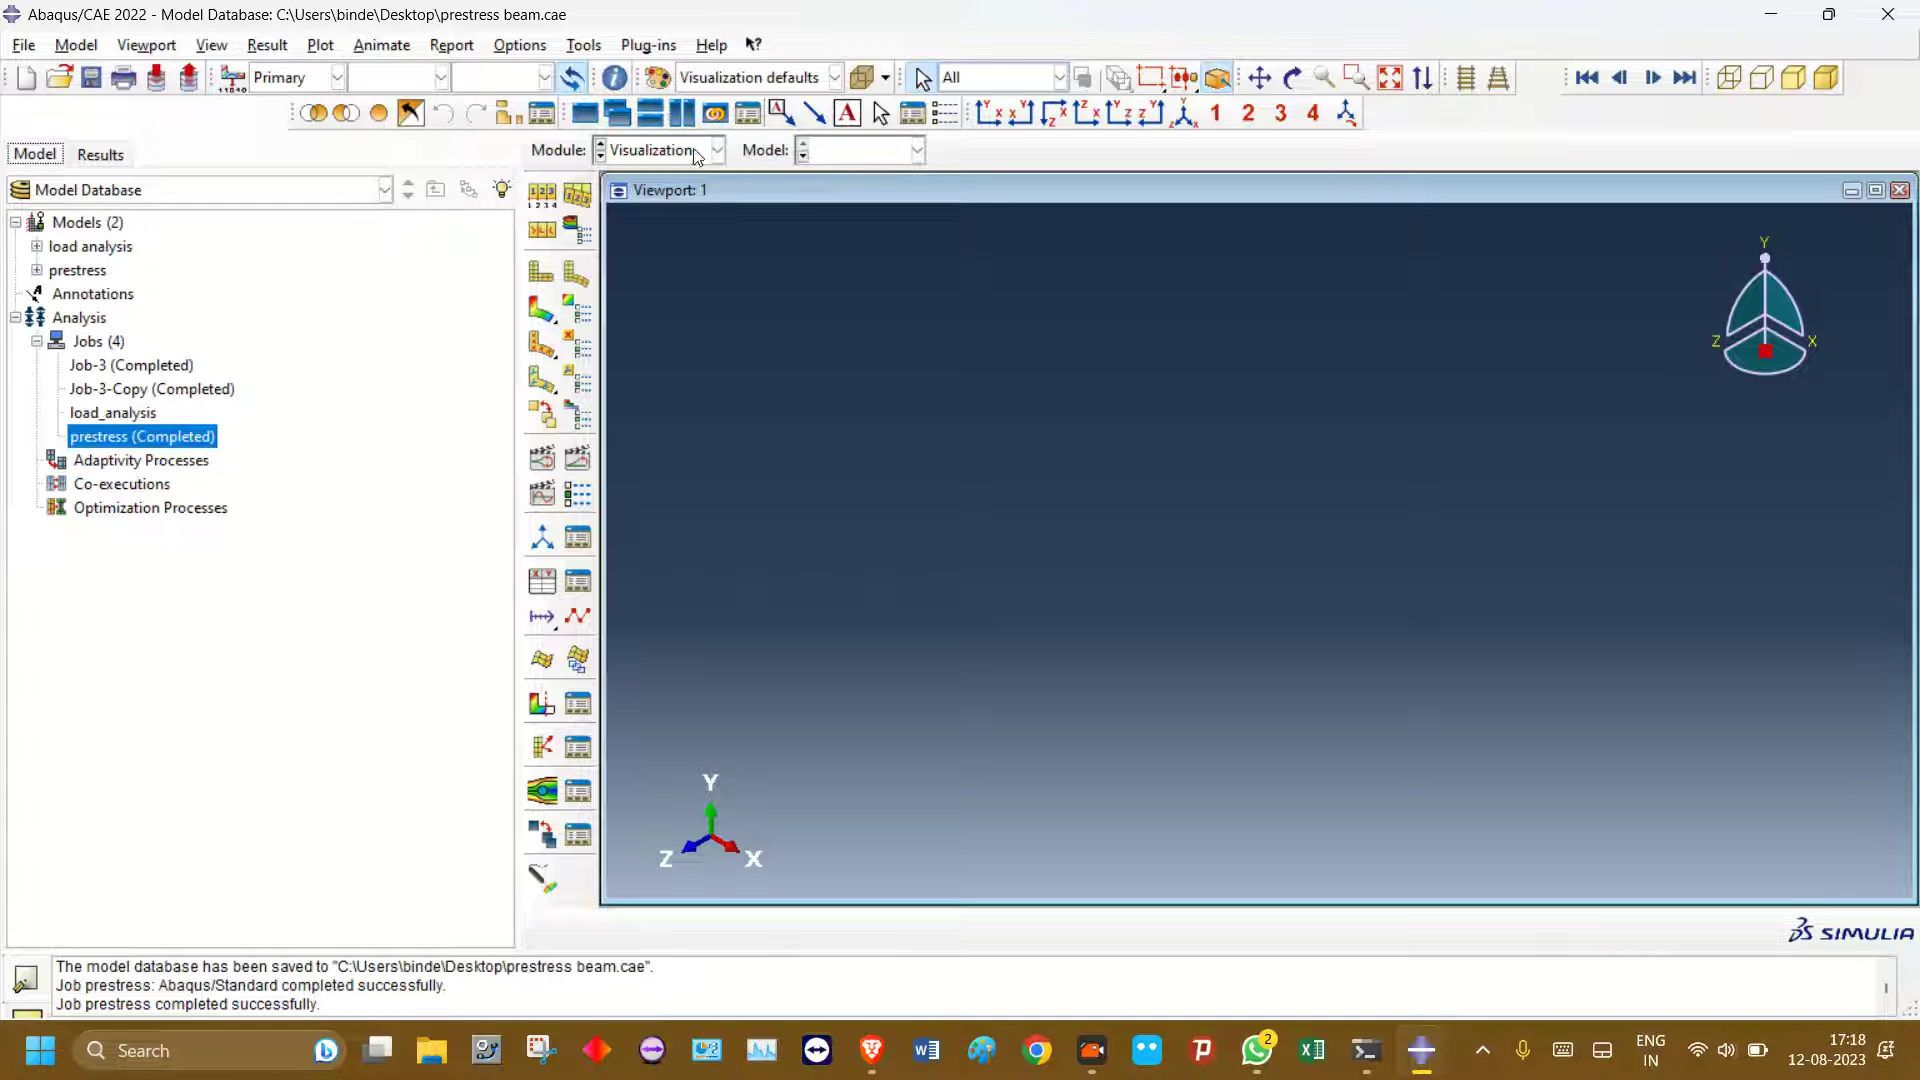 Abaqus/CAE 2022 - Model Database: C:\Users\binde\Desktop\prestress beam.cae
File Model Viewport View Result Plot Animate Report Options Tools Plug-ins Help
Primary Visualization defaults All
1 2 3 4
Model Results Module: Visualization Model:
Model Database
Viewport: 1
Models (2)
load analysis
prestress
Annotations
Analysis
Jobs (4)
Job-3 (Completed)
Job-3-Copy (Completed)
load_analysis
prestress (Completed)
Adaptivity Processes
Co-executions
Optimization Processes
Y
Z X
Y
Z X
SIMULIA
The model database has been saved to "C:\Users\binde\Desktop\prestress beam.cae".
Job prestress: Abaqus/Standard completed successfully.
Job prestress completed successfully.
Search
2
ENG
IN
17:18
12-08-2023